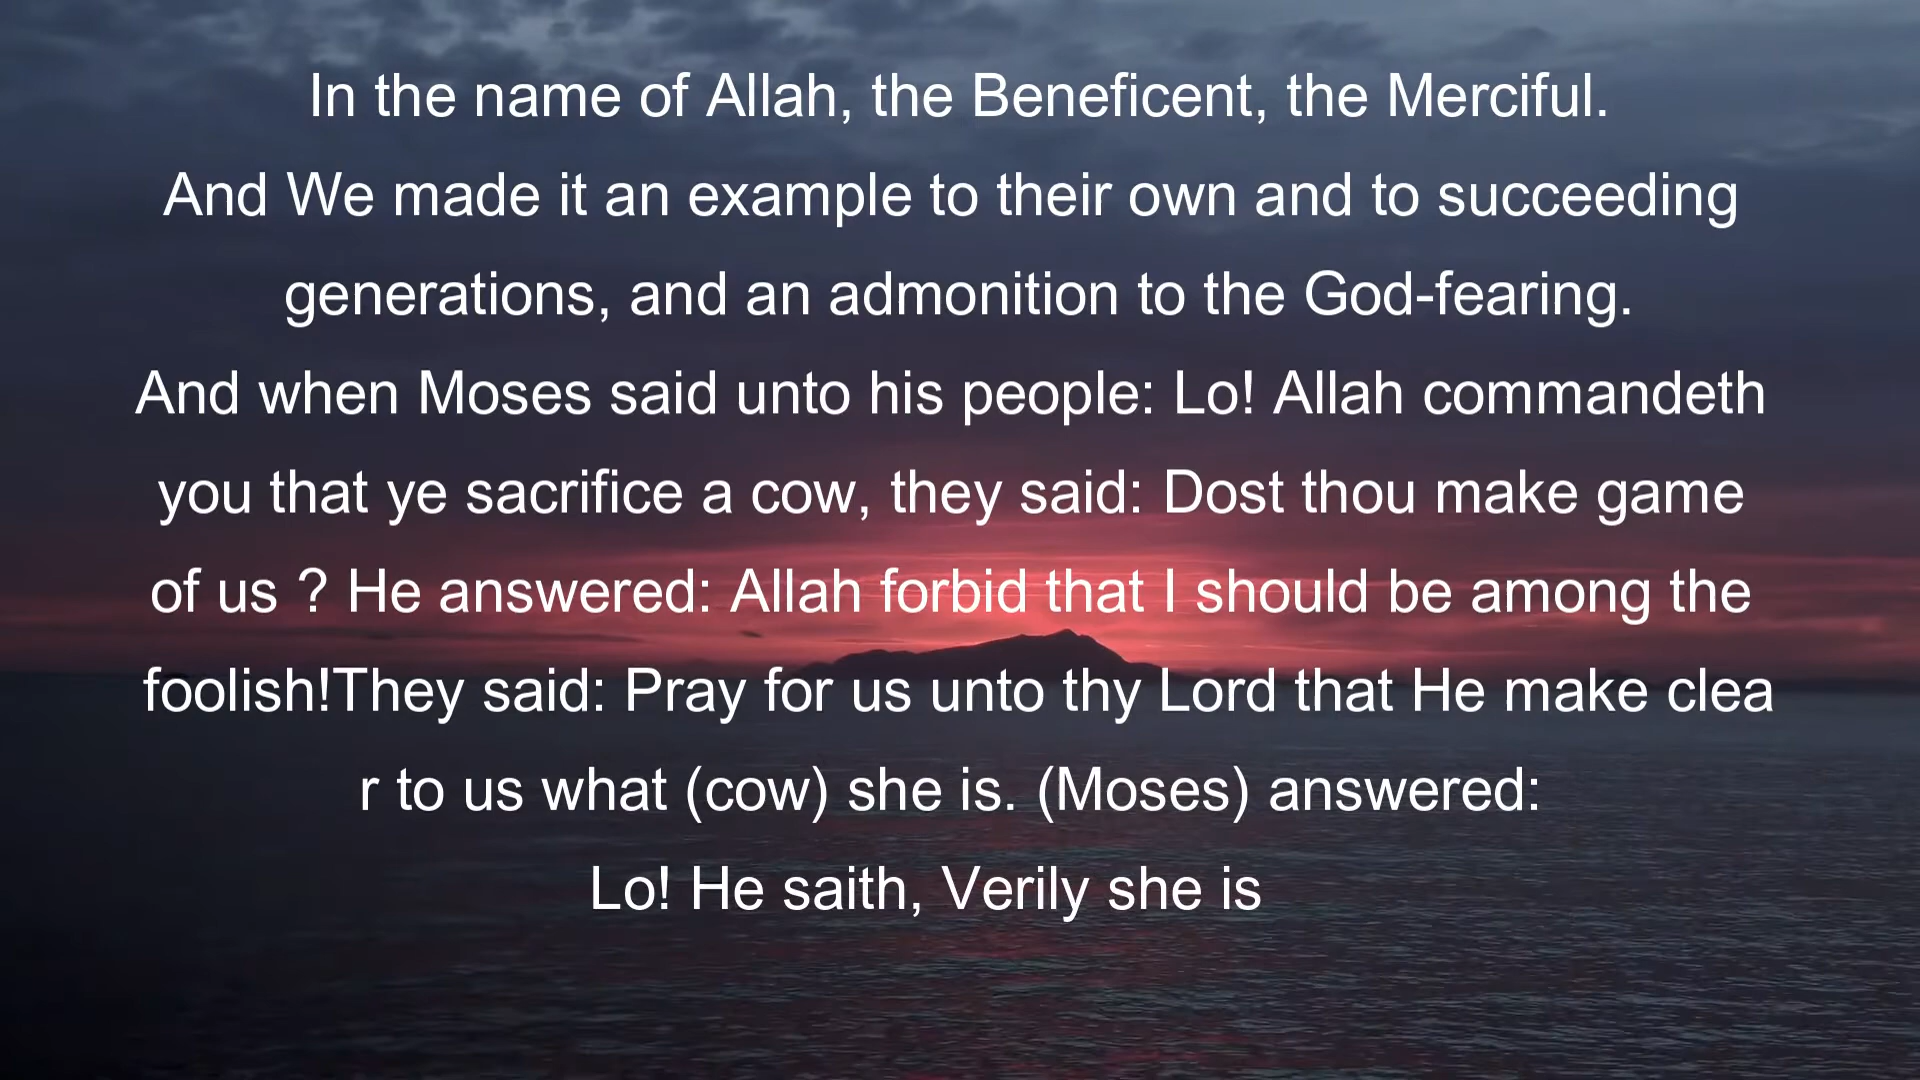 In the name of Allah, the Beneficent, the Merciful.
And We made it an example to their own and to succeeding
generations, and an admonition to the God-fearing.
And when Moses said unto his people: Lo! Allah commandeth
you that ye sacrifice a cow, they said: Dost thou make game
of us ? He answered: Allah forbid that I should be among the
foolish!They said: Pray for us unto thy Lord that He make clea
r to us what (cow) she is. (Moses) answered:
Lo! He saith, Verily she is